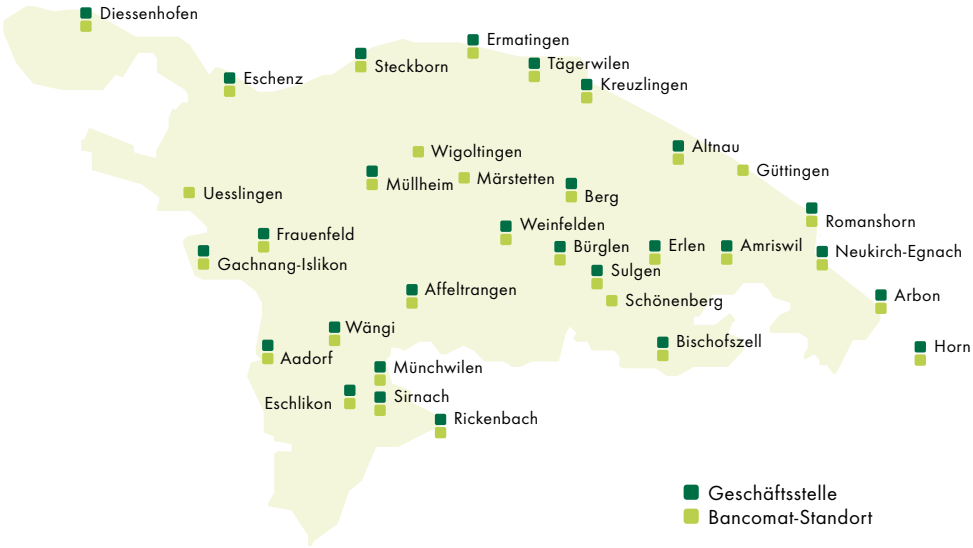 Diessenhofen
Ermatingen
Tägerwilen
Steckborn
Eschenz
Kreuzlingen
Altnau
Wigoltingen
Güttingen
Märstetten
Müllheim
Uesslingen
Berg
Romanshorn
Weinfelden
Frauenfeld
Bürglen
Erlen
Amriswil
Neukirch-Egnach
Gachnang-Islikon
Sulgen
Affeltrangen
Arbon
Schönenberg
Wängi
Bischofszell
Horn
Aadorf
Münchwilen
Sirnach
Eschlikon
Rickenbach
Geschäftsstelle
Bancomat-Standort